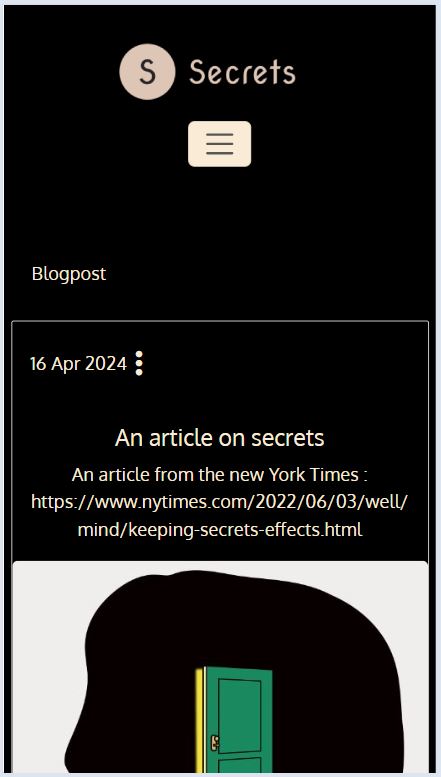 S Secrets
Blogpost
16 Apr 2024
An article on secrets
An article from the new York Times :
https://www.nytimes.com/2022/06/03/well/
mind/keeping-secrets-effects.html